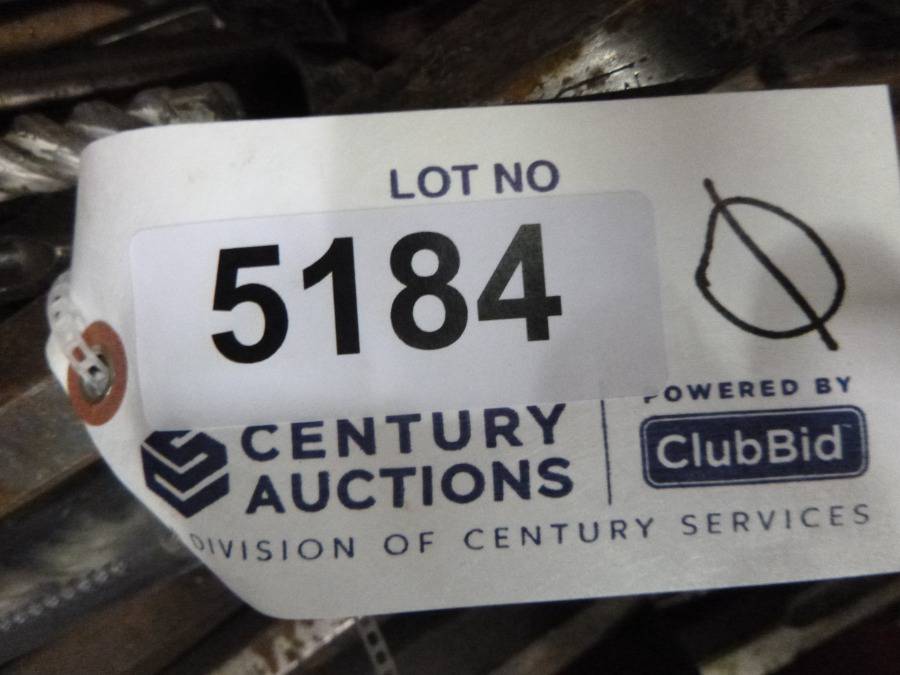 LOT NO
5184
CENTURY
AUCTIONS
POWERED BY
ClubBid
DIVISION OF CENTURY SERVICES